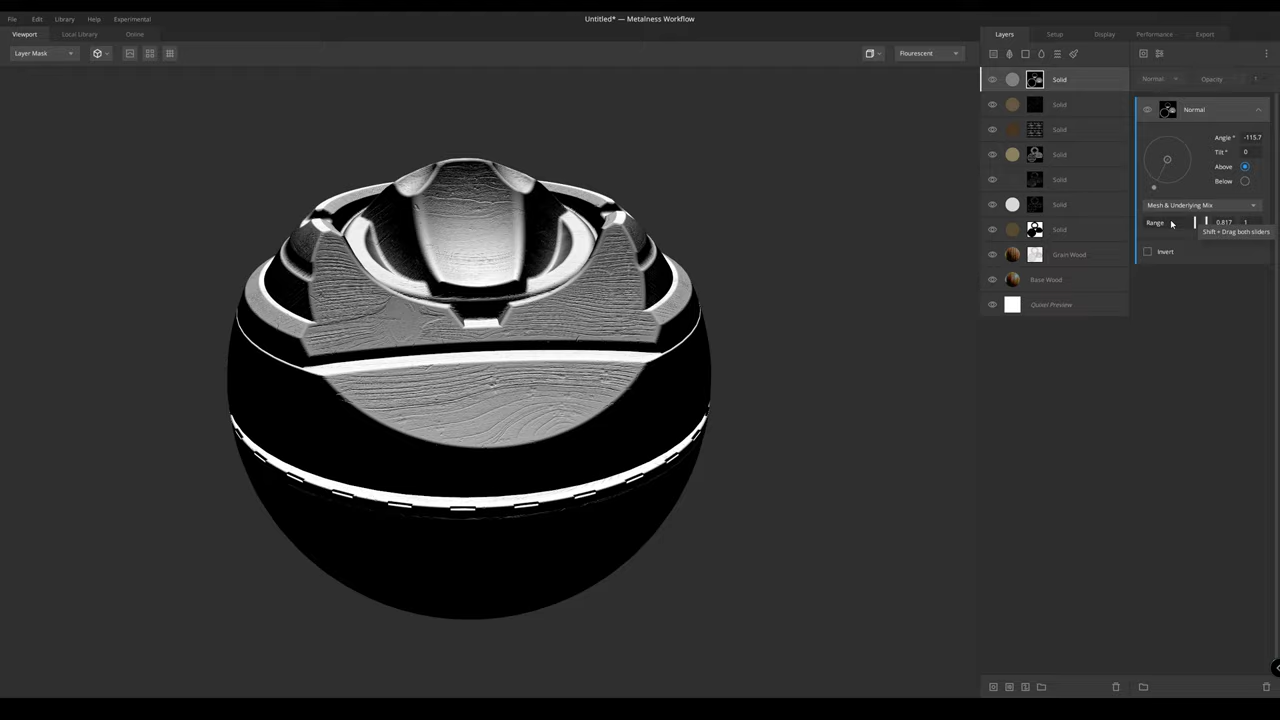 Untitled* — Metalness Workflow
File Edit Library Help Experimental
Viewport Local Library Online
Layers Setup Display Performance Export
Layer Mask
Flourescent
Normal Opacity 1
Solid
Solid
Solid
Solid
Solid
Solid
Solid
Grain Wood
Base Wood
Quixel Preview
Normal
Angle ° -115.7
Tilt ° 0
Above
Below
Mesh & Underlying Mix
Range 0.817 1
Shift + Drag both sliders
Invert